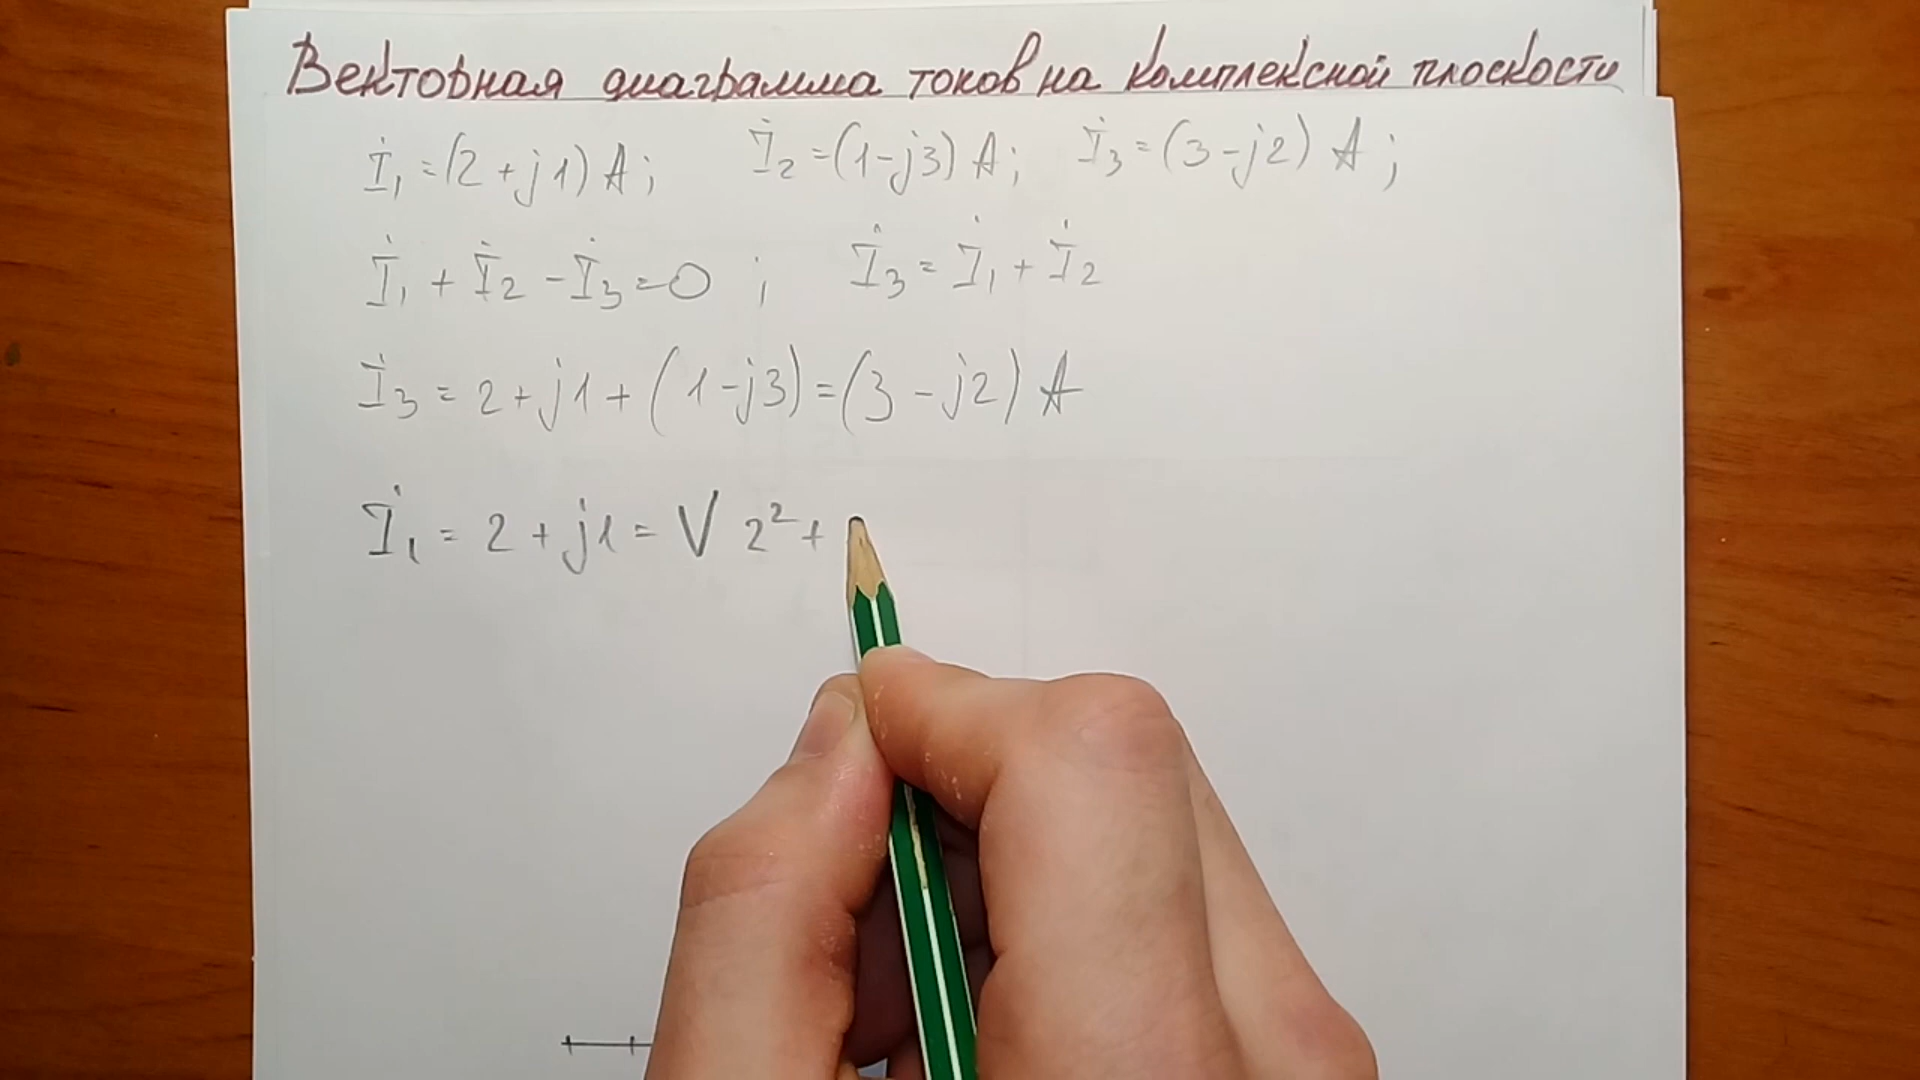 Векторная диаграмма токов на комплексной плоскости
İ₁ = (2 + j1) A; İ₂ = (1 - j3) A; İ₃ = (3 - j2) A;
İ₁ + İ₂ - İ₃ = 0 ; İ₃ = İ₁ + İ₂
İ₃ = 2 + j1 + (1 - j3) = (3 - j2) A
İ₁ = 2 + j1 = √ 2² +